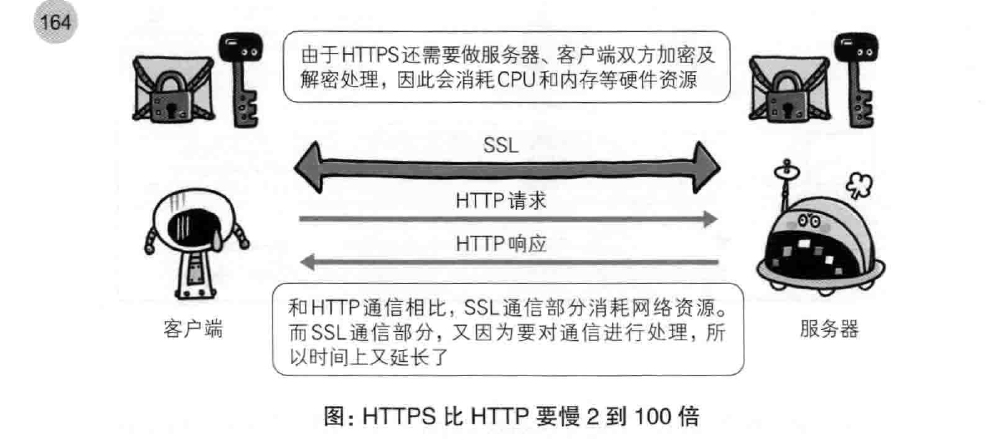 164
由于HTTPS还需要做服务器、客户端双方加密及
解密处理，因此会消耗CPU和内存等硬件资源
SSL
HTTP请求
HTTP响应
客户端
服务器
和HTTP通信相比，SSL通信部分消耗网络资源。
而SSL通信部分，又因为要对通信进行处理，所
以时间上又延长了
图：HTTPS 比 HTTP 要慢 2 到 100 倍